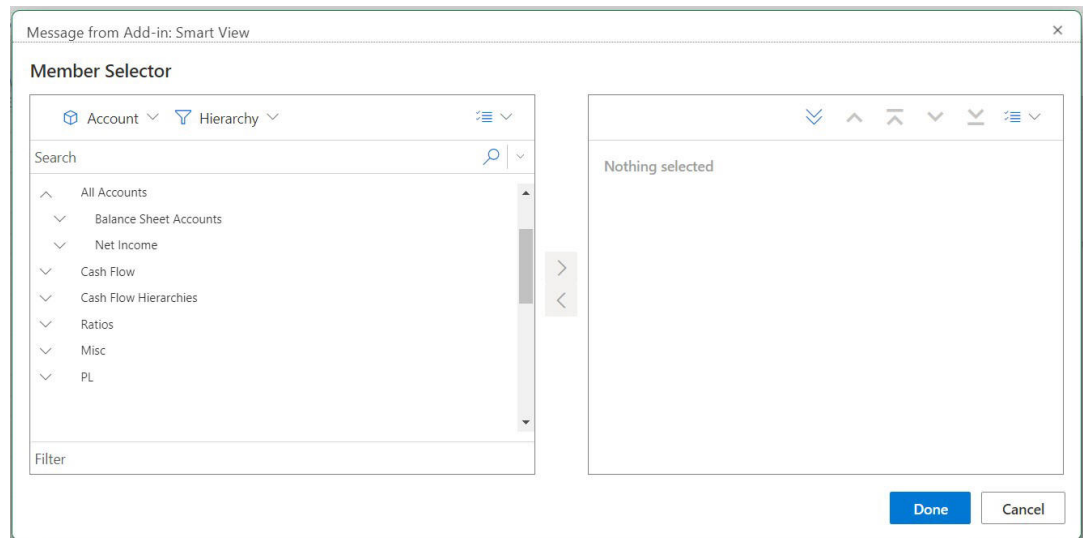 Message from Add-in: Smart View
Member Selector
Account Hierarchy
Search
All Accounts
Balance Sheet Accounts
Net Income
Cash Flow
Cash Flow Hierarchies
Ratios
Misc
PL
Filter
Nothing selected
Done Cancel